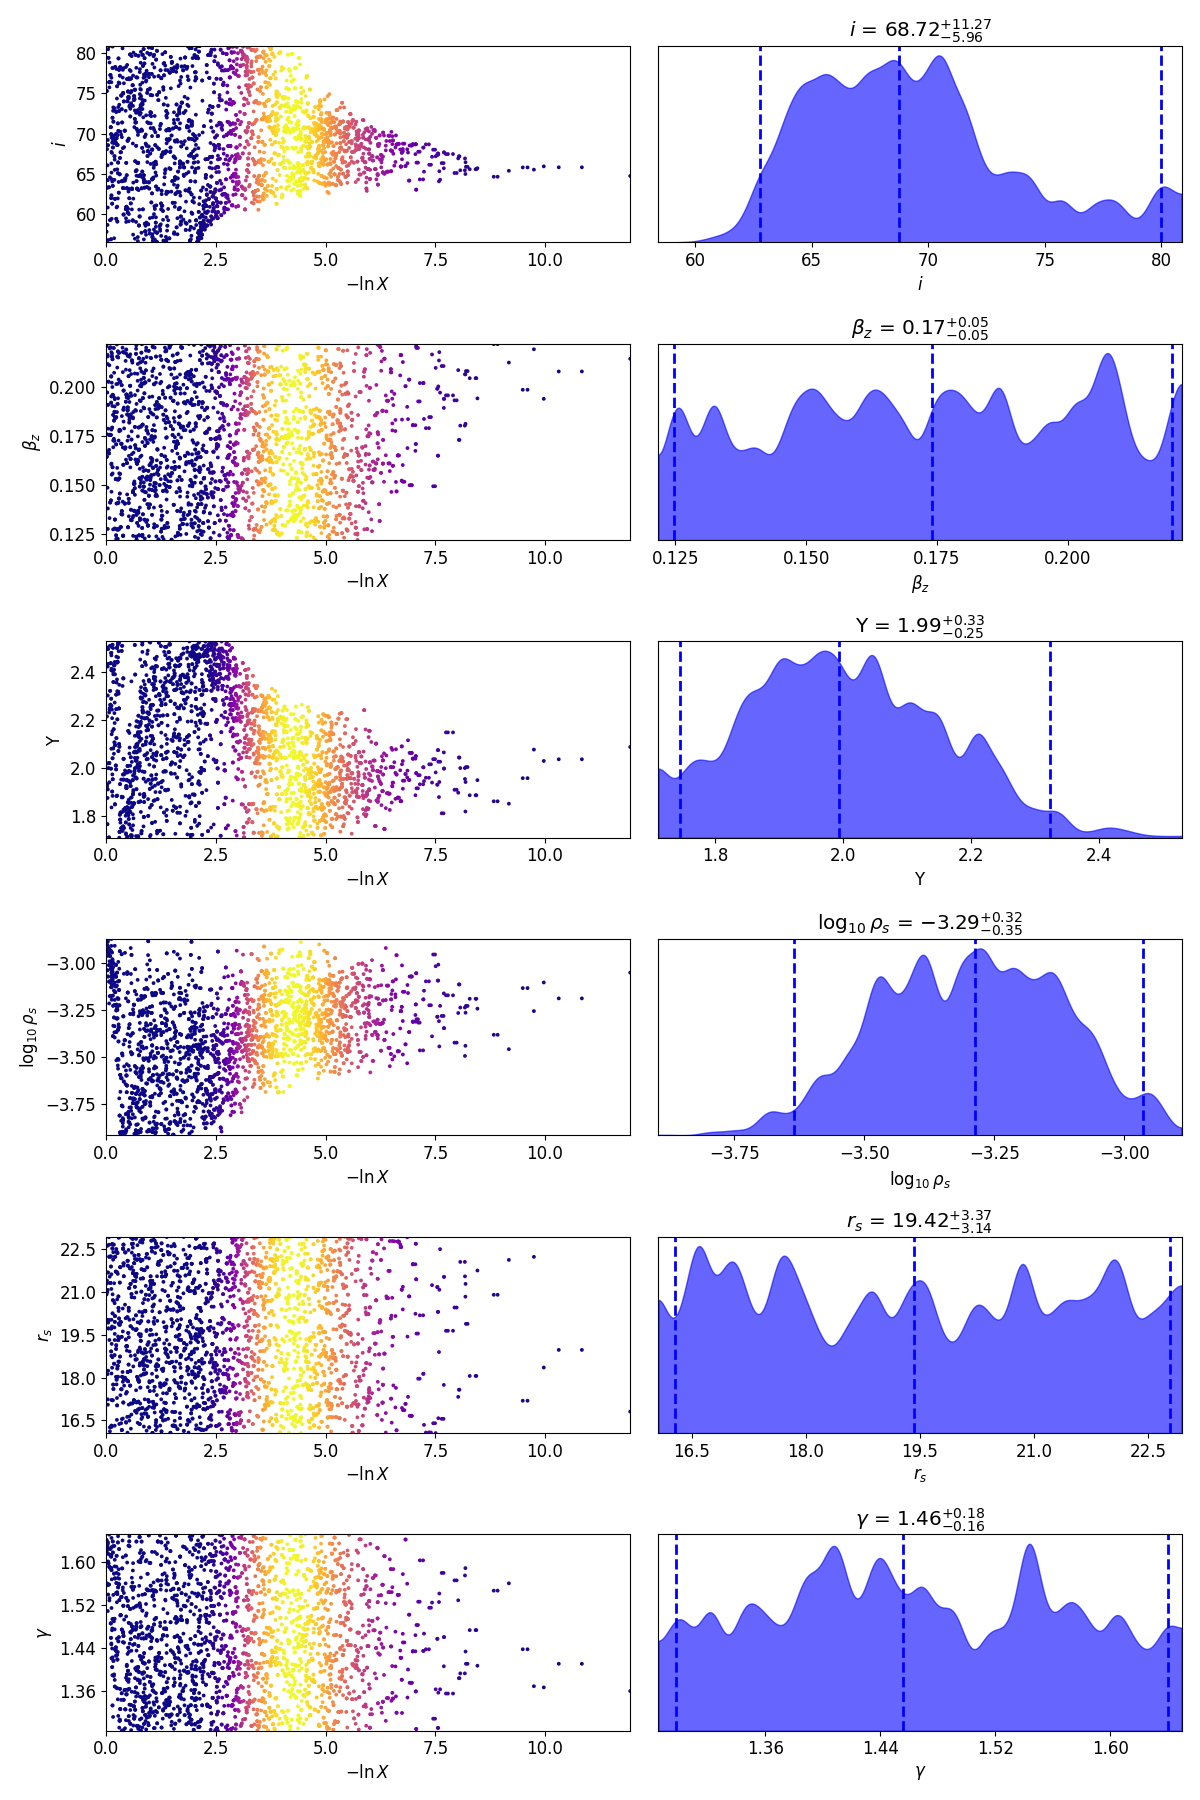 i = 68.72 +11.27 −5.96
80
75
70
65
60
i
0.0 2.5 5.0 7.5 10.0
−ln X
60 65 70 75 80
i
β_z = 0.17 +0.05 −0.05
0.200
0.175
0.150
0.125
β_z
0.0 2.5 5.0 7.5 10.0
−ln X
0.125 0.150 0.175 0.200
β_z
Y = 1.99 +0.33 −0.25
2.4
2.2
2.0
1.8
Y
0.0 2.5 5.0 7.5 10.0
−ln X
1.8 2.0 2.2 2.4
Y
log₁₀ ρ_s = −3.29 +0.32 −0.35
−3.00
−3.25
−3.50
−3.75
log₁₀ ρ_s
0.0 2.5 5.0 7.5 10.0
−ln X
−3.75 −3.50 −3.25 −3.00
log₁₀ ρ_s
r_s = 19.42 +3.37 −3.14
22.5
21.0
19.5
18.0
16.5
r_s
0.0 2.5 5.0 7.5 10.0
−ln X
16.5 18.0 19.5 21.0 22.5
r_s
γ = 1.46 +0.18 −0.16
1.60
1.52
1.44
1.36
γ
0.0 2.5 5.0 7.5 10.0
−ln X
1.36 1.44 1.52 1.60
γ